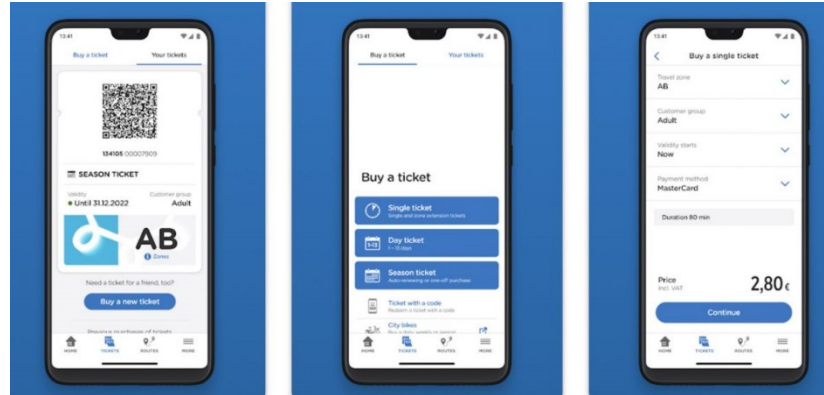 13:41
Buy a ticket
Your tickets
134105 00007909
SEASON TICKET
Validity
Customer group
Until 31.12.2022
Adult
AB
Zones
Need a ticket for a friend, too?
Buy a new ticket
HOME
TICKETS
ROUTES
MORE
13:41
Buy a ticket
Your tickets
Buy a ticket
Single ticket
Single and zone extension tickets
1-13
Day ticket
1 – 13 days
Season ticket
Auto-renewing or one-off purchase
Ticket with a code
Redeem a ticket with a code
City bikes
HOME
TICKETS
ROUTES
MORE
13:41
Buy a single ticket
Travel zone
AB
Customer group
Adult
Validity starts
Now
Payment method
MasterCard
Duration 80 min
Price
Incl. VAT
2,80 €
Continue
HOME
TICKETS
ROUTES
MORE